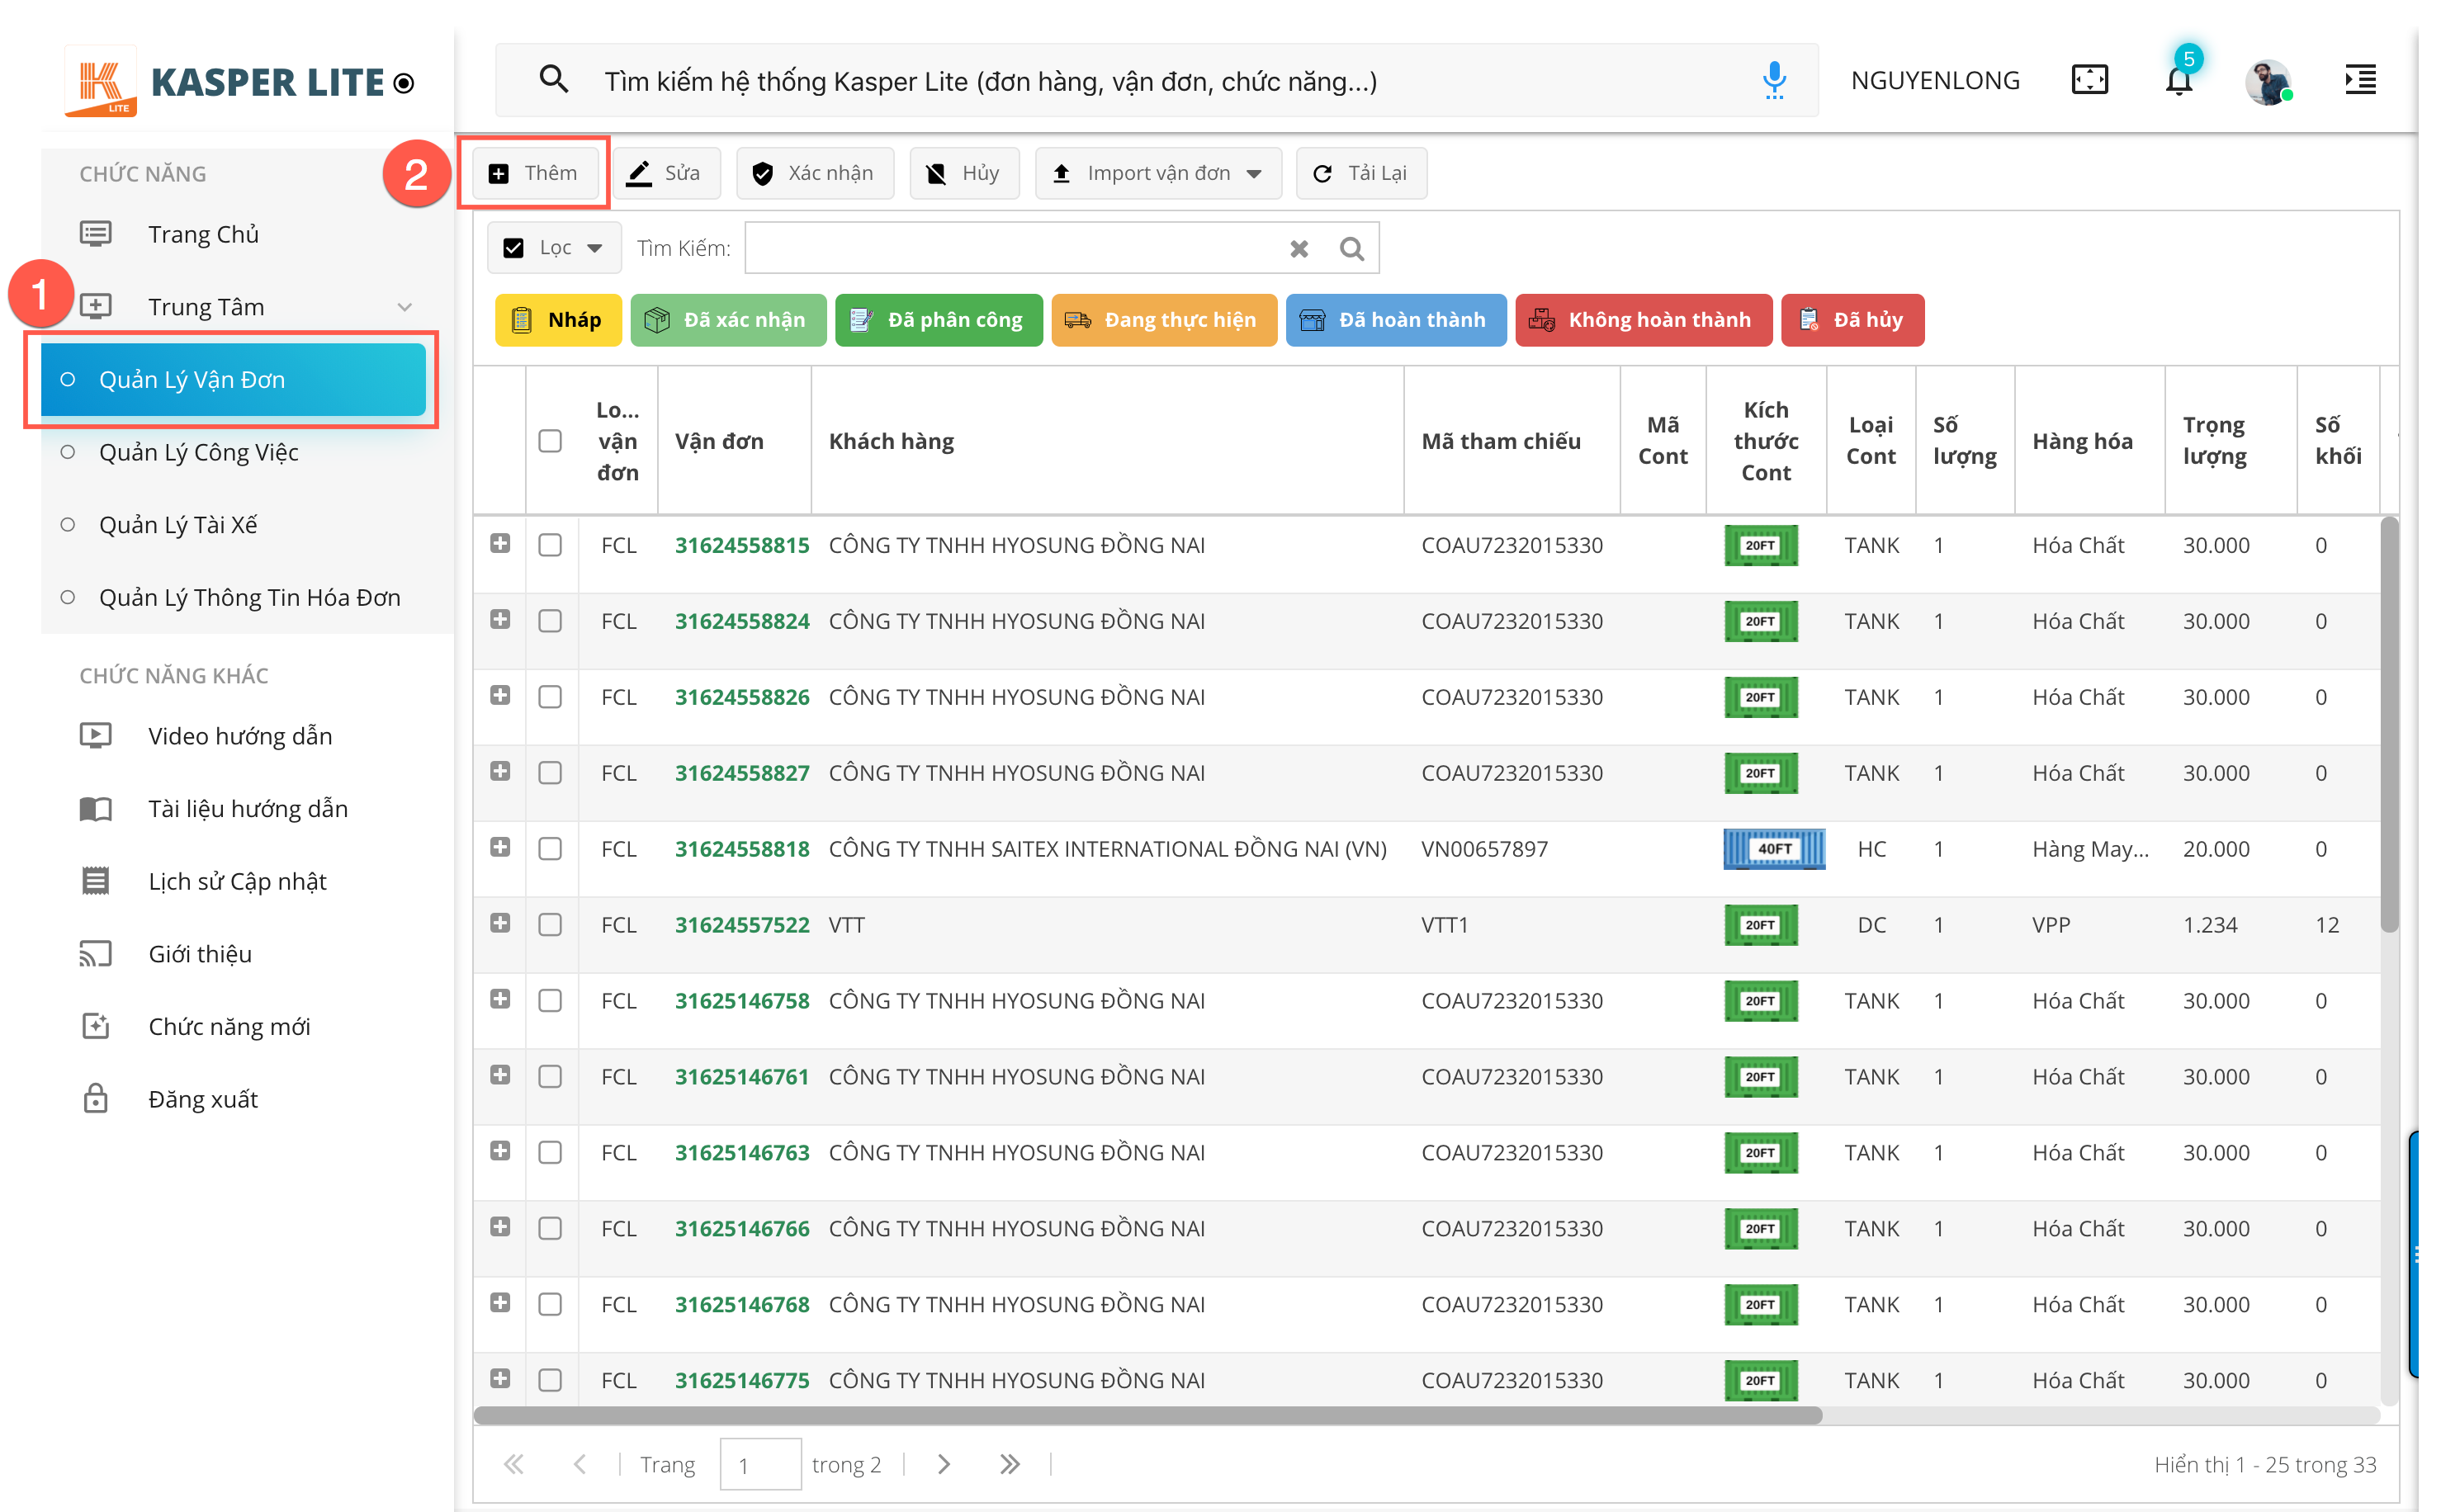 LITE
KASPER LITE
Tìm kiếm hệ thống Kasper Lite (đơn hàng, vận đơn, chức năng...)
NGUYENLONG
5
CHỨC NĂNG
Trang Chủ
1
Trung Tâm
Quản Lý Vận Đơn
Quản Lý Công Việc
Quản Lý Tài Xế
Quản Lý Thông Tin Hóa Đơn
CHỨC NĂNG KHÁC
Video hướng dẫn
Tài liệu hướng dẫn
Lịch sử Cập nhật
Giới thiệu
Chức năng mới
Đăng xuất
2
Thêm Sửa Xác nhận Hủy Import vận đơn Tải Lại
Lọc Tìm Kiếm:
Nháp Đã xác nhận Đã phân công Đang thực hiện Đã hoàn thành Không hoàn thành Đã hủy
Lo... vận đơn Vận đơn Khách hàng Mã tham chiếu Mã Cont Kích thước Cont Loại Cont Số lượng Hàng hóa Trọng lượng Số khối
FCL 31624558815 CÔNG TY TNHH HYOSUNG ĐỒNG NAI COAU7232015330 20FT TANK 1 Hóa Chất 30.000 0
FCL 31624558824 CÔNG TY TNHH HYOSUNG ĐỒNG NAI COAU7232015330 20FT TANK 1 Hóa Chất 30.000 0
FCL 31624558826 CÔNG TY TNHH HYOSUNG ĐỒNG NAI COAU7232015330 20FT TANK 1 Hóa Chất 30.000 0
FCL 31624558827 CÔNG TY TNHH HYOSUNG ĐỒNG NAI COAU7232015330 20FT TANK 1 Hóa Chất 30.000 0
FCL 31624558818 CÔNG TY TNHH SAITEX INTERNATIONAL ĐỒNG NAI (VN) VN00657897 40FT HC 1 Hàng May... 20.000 0
FCL 31624557522 VTT VTT1 20FT DC 1 VPP 1.234 12
FCL 31625146758 CÔNG TY TNHH HYOSUNG ĐỒNG NAI COAU7232015330 20FT TANK 1 Hóa Chất 30.000 0
FCL 31625146761 CÔNG TY TNHH HYOSUNG ĐỒNG NAI COAU7232015330 20FT TANK 1 Hóa Chất 30.000 0
FCL 31625146763 CÔNG TY TNHH HYOSUNG ĐỒNG NAI COAU7232015330 20FT TANK 1 Hóa Chất 30.000 0
FCL 31625146766 CÔNG TY TNHH HYOSUNG ĐỒNG NAI COAU7232015330 20FT TANK 1 Hóa Chất 30.000 0
FCL 31625146768 CÔNG TY TNHH HYOSUNG ĐỒNG NAI COAU7232015330 20FT TANK 1 Hóa Chất 30.000 0
FCL 31625146775 CÔNG TY TNHH HYOSUNG ĐỒNG NAI COAU7232015330 20FT TANK 1 Hóa Chất 30.000 0
Trang 1 trong 2 Hiển thị 1 - 25 trong 33